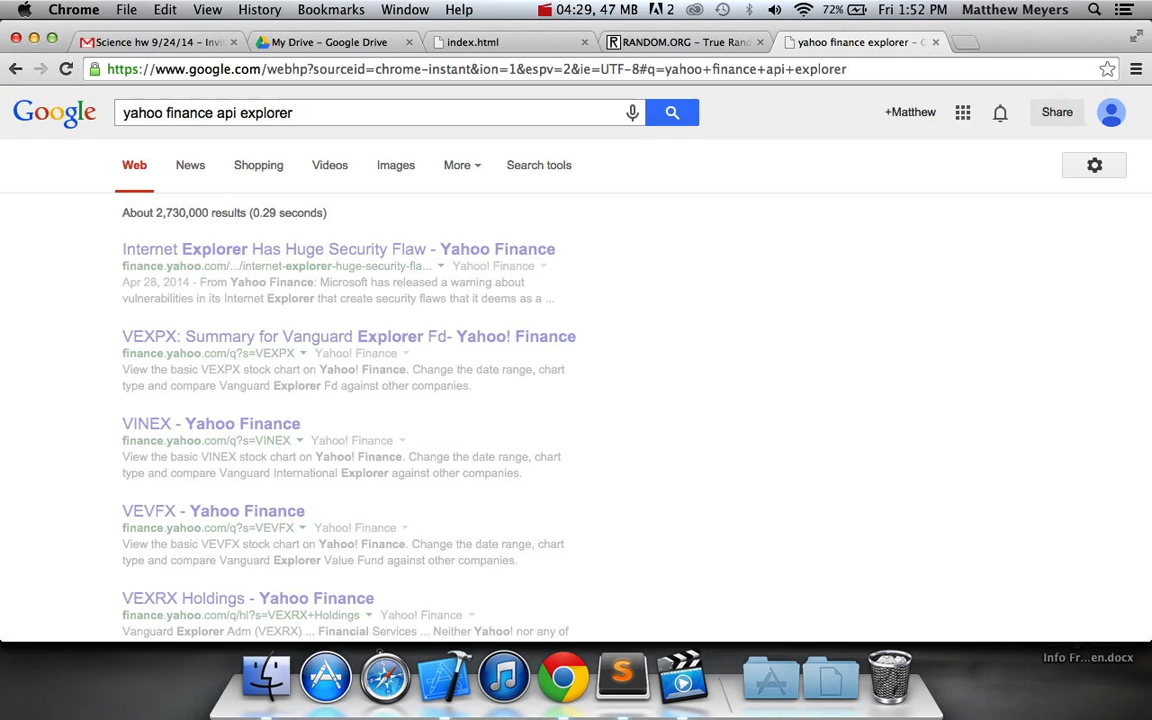 Chrome File Edit View History Bookmarks Window Help 04:29, 47 MB 2 72% Fri 1:52 PM Matthew Meyers
Science hw 9/24/14 - Invi My Drive - Google Drive index.html RANDOM.ORG - True Ran yahoo finance explorer - G
https://www.google.com/webhp?sourceid=chrome-instant&ion=1&espv=2&ie=UTF-8#q=yahoo+finance+api+explorer
Google yahoo finance api explorer +Matthew Share
Web News Shopping Videos Images More Search tools
About 2,730,000 results (0.29 seconds)
Internet Explorer Has Huge Security Flaw - Yahoo Finance
finance.yahoo.com/.../internet-explorer-huge-security-fla... Yahoo! Finance
Apr 28, 2014 - From Yahoo Finance: Microsoft has released a warning about
vulnerabilities in its Internet Explorer that create security flaws that it deems as a ...
VEXPX: Summary for Vanguard Explorer Fd- Yahoo! Finance
finance.yahoo.com/q?s=VEXPX Yahoo! Finance
View the basic VEXPX stock chart on Yahoo! Finance. Change the date range, chart
type and compare Vanguard Explorer Fd against other companies.
VINEX - Yahoo Finance
finance.yahoo.com/q?s=VINEX Yahoo! Finance
View the basic VINEX stock chart on Yahoo! Finance. Change the date range, chart
type and compare Vanguard International Explorer against other companies.
VEVFX - Yahoo Finance
finance.yahoo.com/q?s=VEVFX Yahoo! Finance
View the basic VEVFX stock chart on Yahoo! Finance. Change the date range, chart
type and compare Vanguard Explorer Value Fund against other companies.
VEXRX Holdings - Yahoo Finance
finance.yahoo.com/q/hl?s=VEXRX+Holdings Yahoo! Finance
Vanguard Explorer Adm (VEXRX) ... Financial Services ... Neither Yahoo! nor any of
Info Fr...en.docx